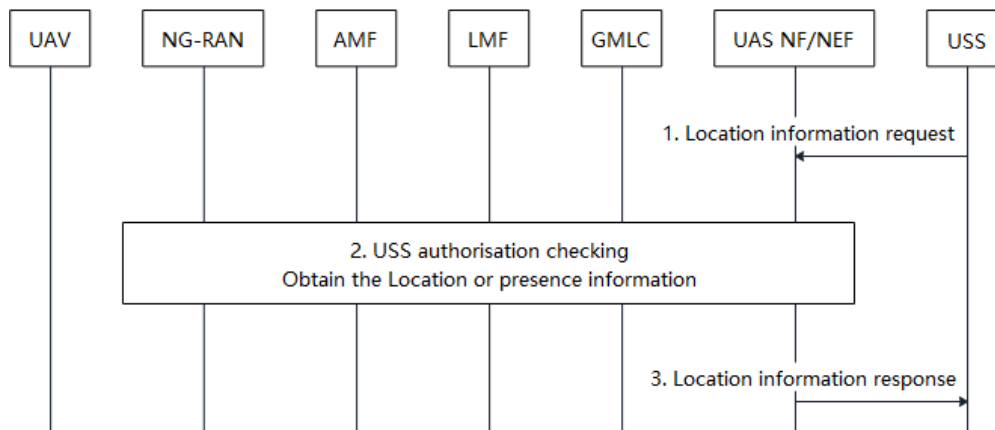 UAV
NG-RAN
AMF
LMF
GMLC
UAS NF/NEF
USS
1. Location information request
2. USS authorisation checking
Obtain the Location or presence information
3. Location information response